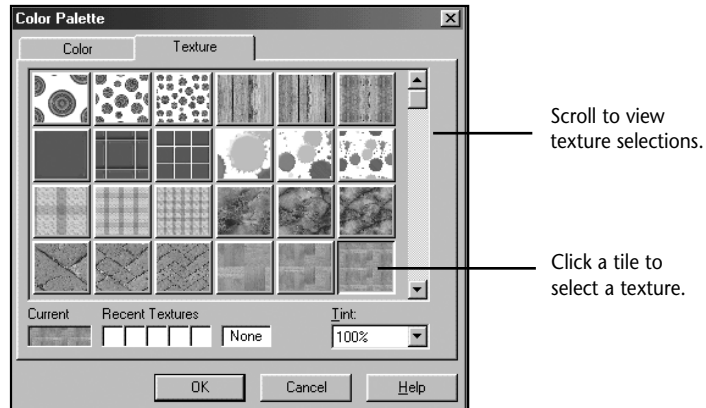 Color Palette
Color
Texture
Scroll to view
texture selections.
Click a tile to
select a texture.
Current
Recent Textures
None
Tint:
100%
OK
Cancel
Help